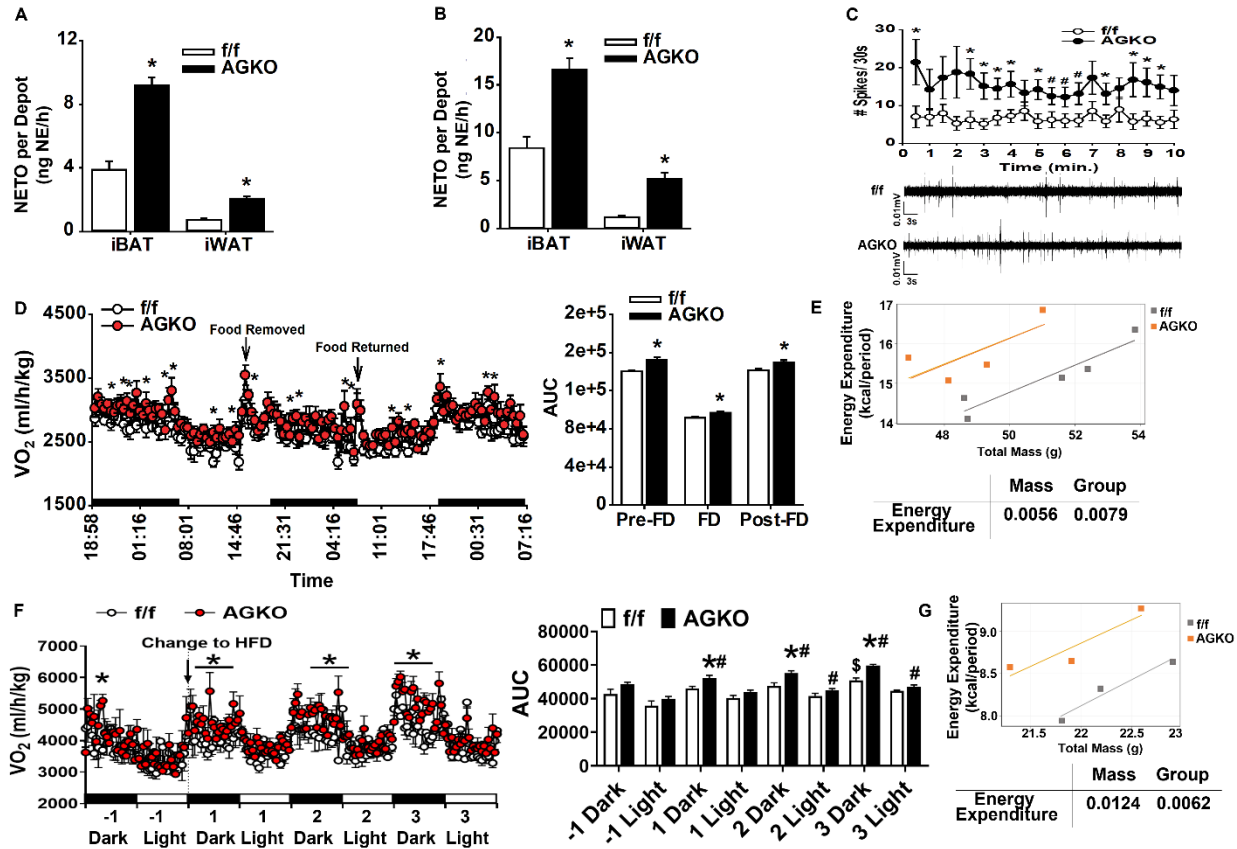 A
NETO per Depot
(ng NE/h)
12
8
4
0
f/f
AGKO
*
*
iBAT
iWAT
B
NETO per Depot
(ng NE/h)
20
15
10
5
0
f/f
AGKO
*
*
iBAT
iWAT
C
f/f
AGKO
# Spikes/ 30s
30
20
10
0
* * * * * * # # # * * * *
0 1 2 3 4 5 6 7 8 9 10
Time (min.)
f/f
0.01mV
3s
AGKO
0.01mV
3s
D
f/f
AGKO
VO2 (ml/h/kg)
4500
3500
2500
1500
Food Removed
Food Returned
18:58 01:16 08:01 14:46 21:31 04:16 11:01 17:46 00:31 07:16
Time
f/f
AGKO
AUC
2e+5
2e+5
1e+5
8e+4
4e+4
0
*
*
*
Pre-FD FD Post-FD
E
Energy Expenditure
(kcal/period)
17
16
15
14
48 50 52 54
Total Mass (g)
f/f
AGKO
Mass Group
Energy
Expenditure
0.0056 0.0079
F
f/f AGKO
Change to HFD
VO2 (ml/h/kg)
7000
6000
5000
4000
3000
2000
* * * *
-1 -1 1 1 2 2 3 3
Dark Light Dark Light Dark Light Dark Light
f/f AGKO
AUC
80000
60000
40000
20000
0
*# *# # $ *# #
-1 Dark
-1 Light
1 Dark
1 Light
2 Dark
2 Light
3 Dark
3 Light
G
Energy Expenditure
(kcal/period)
9.0
8.5
8.0
21.5 22 22.5 23
Total Mass (g)
f/f
AGKO
Mass Group
Energy
Expenditure
0.0124 0.0062